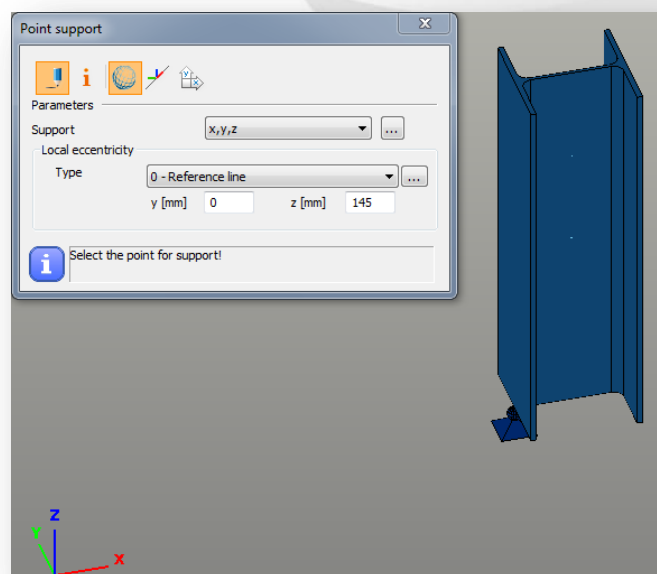 Point support
x
i
Parameters
Support
x,y,z
...
Local eccentricity
Type
0 - Reference line
...
y [mm]
0
z [mm]
145
i
Select the point for support!
Z
Y
X